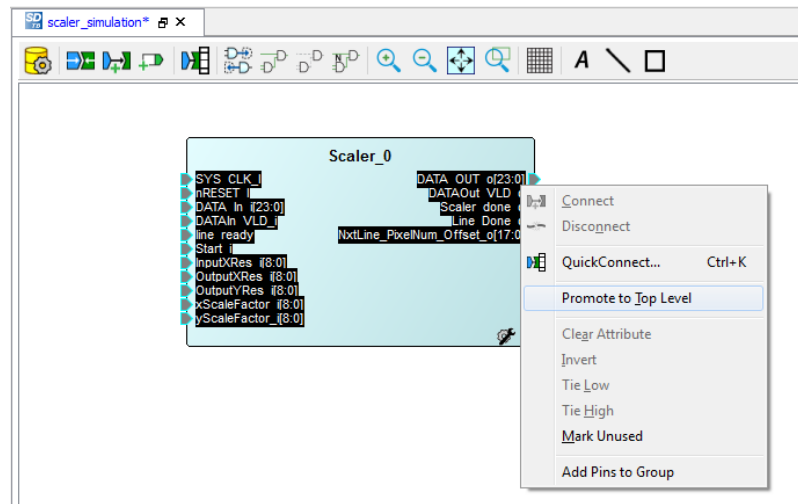 SD
TB
scaler_simulation*
N
A
Scaler_0
SYS_CLK_I
nRESET_I
DATA_In_i[23:0]
DATAIn_VLD_i
line_ready
Start_i
InputXRes_i[8:0]
OutputXRes_i[8:0]
OutputYRes_i[8:0]
xScaleFactor_i[8:0]
yScaleFactor_i[8:0]
DATA_OUT_o[23:0]
DATAOut_VLD
Scaler_done
Line_Done
NxtLine_PixelNum_Offset_o[17:0
Connect
Disconnect
QuickConnect... Ctrl+K
Promote to Top Level
Clear Attribute
Invert
Tie Low
Tie High
Mark Unused
Add Pins to Group